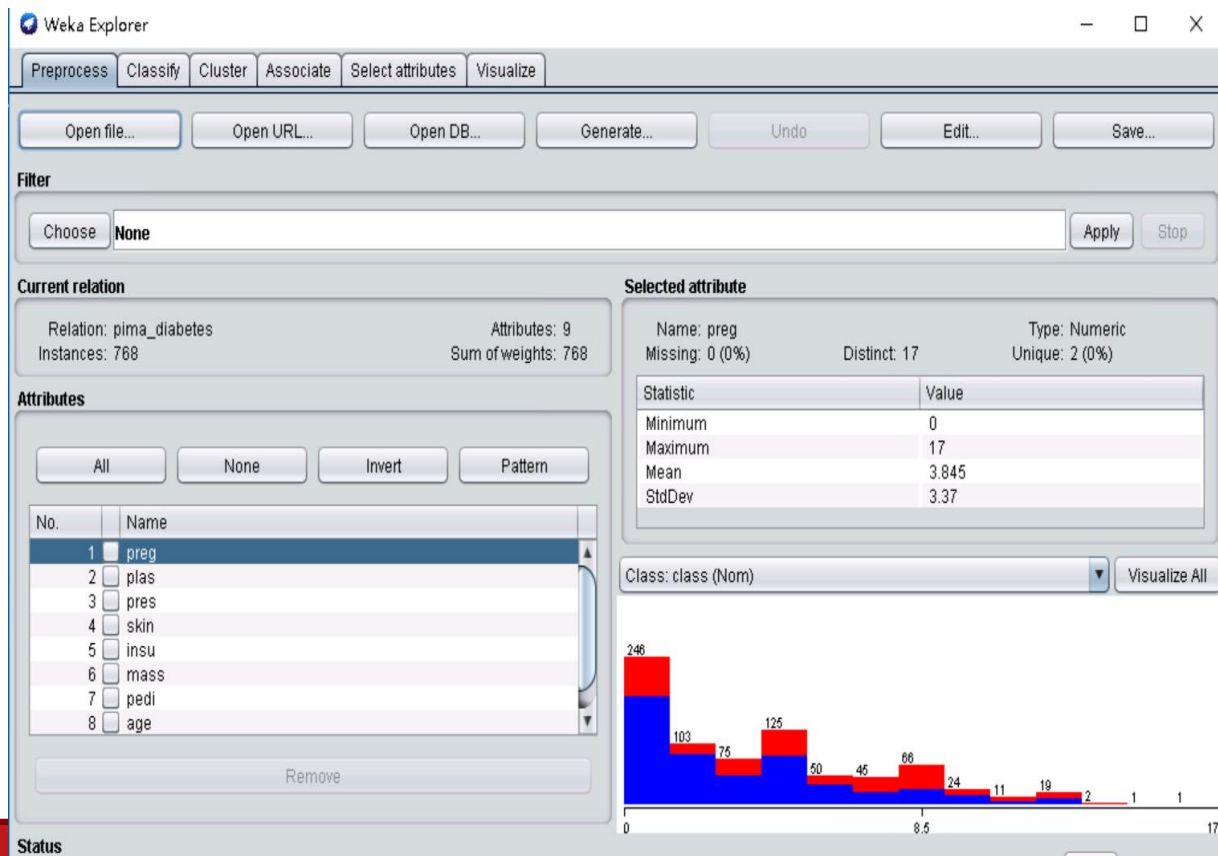 Weka Explorer
Preprocess Classify Cluster Associate Select attributes Visualize
Open file... Open URL... Open DB... Generate... Undo Edit... Save...
Filter
Choose None Apply Stop
Current relation
Relation: pima_diabetes Attributes: 9
Instances: 768 Sum of weights: 768
Attributes
All None Invert Pattern
No. Name
1 preg
2 plas
3 pres
4 skin
5 insu
6 mass
7 pedi
8 age
Remove
Status
Selected attribute
Name: preg Type: Numeric
Missing: 0 (0%) Distinct: 17 Unique: 2 (0%)
Statistic Value
Minimum 0
Maximum 17
Mean 3.845
StdDev 3.37
Class: class (Nom) Visualize All
246 103 75 125 50 45 66 24 11 19 2 1 1
0 8.5 17